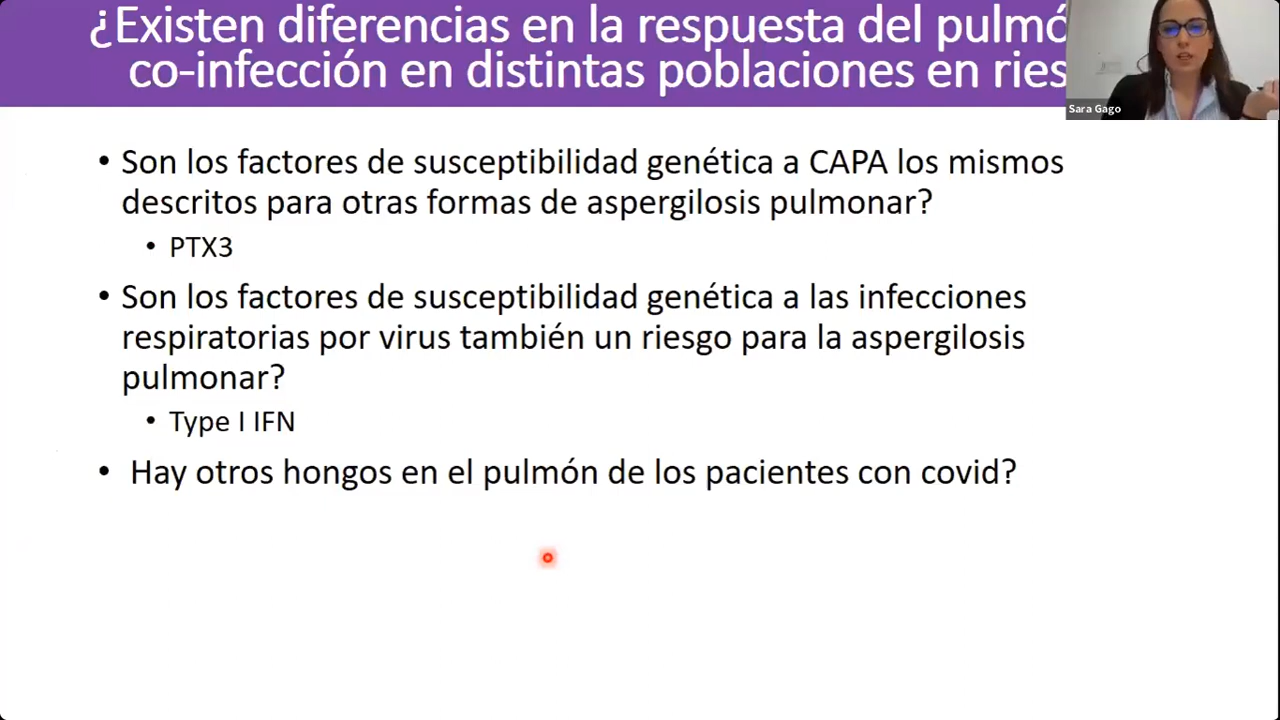 ¿Existen diferencias en la respuesta del pulmó
co-infección en distintas poblaciones en ries
Sara Gago
• Son los factores de susceptibilidad genética a CAPA los mismos
descritos para otras formas de aspergilosis pulmonar?
• PTX3
• Son los factores de susceptibilidad genética a las infecciones
respiratorias por virus también un riesgo para la aspergilosis
pulmonar?
• Type I IFN
• Hay otros hongos en el pulmón de los pacientes con covid?